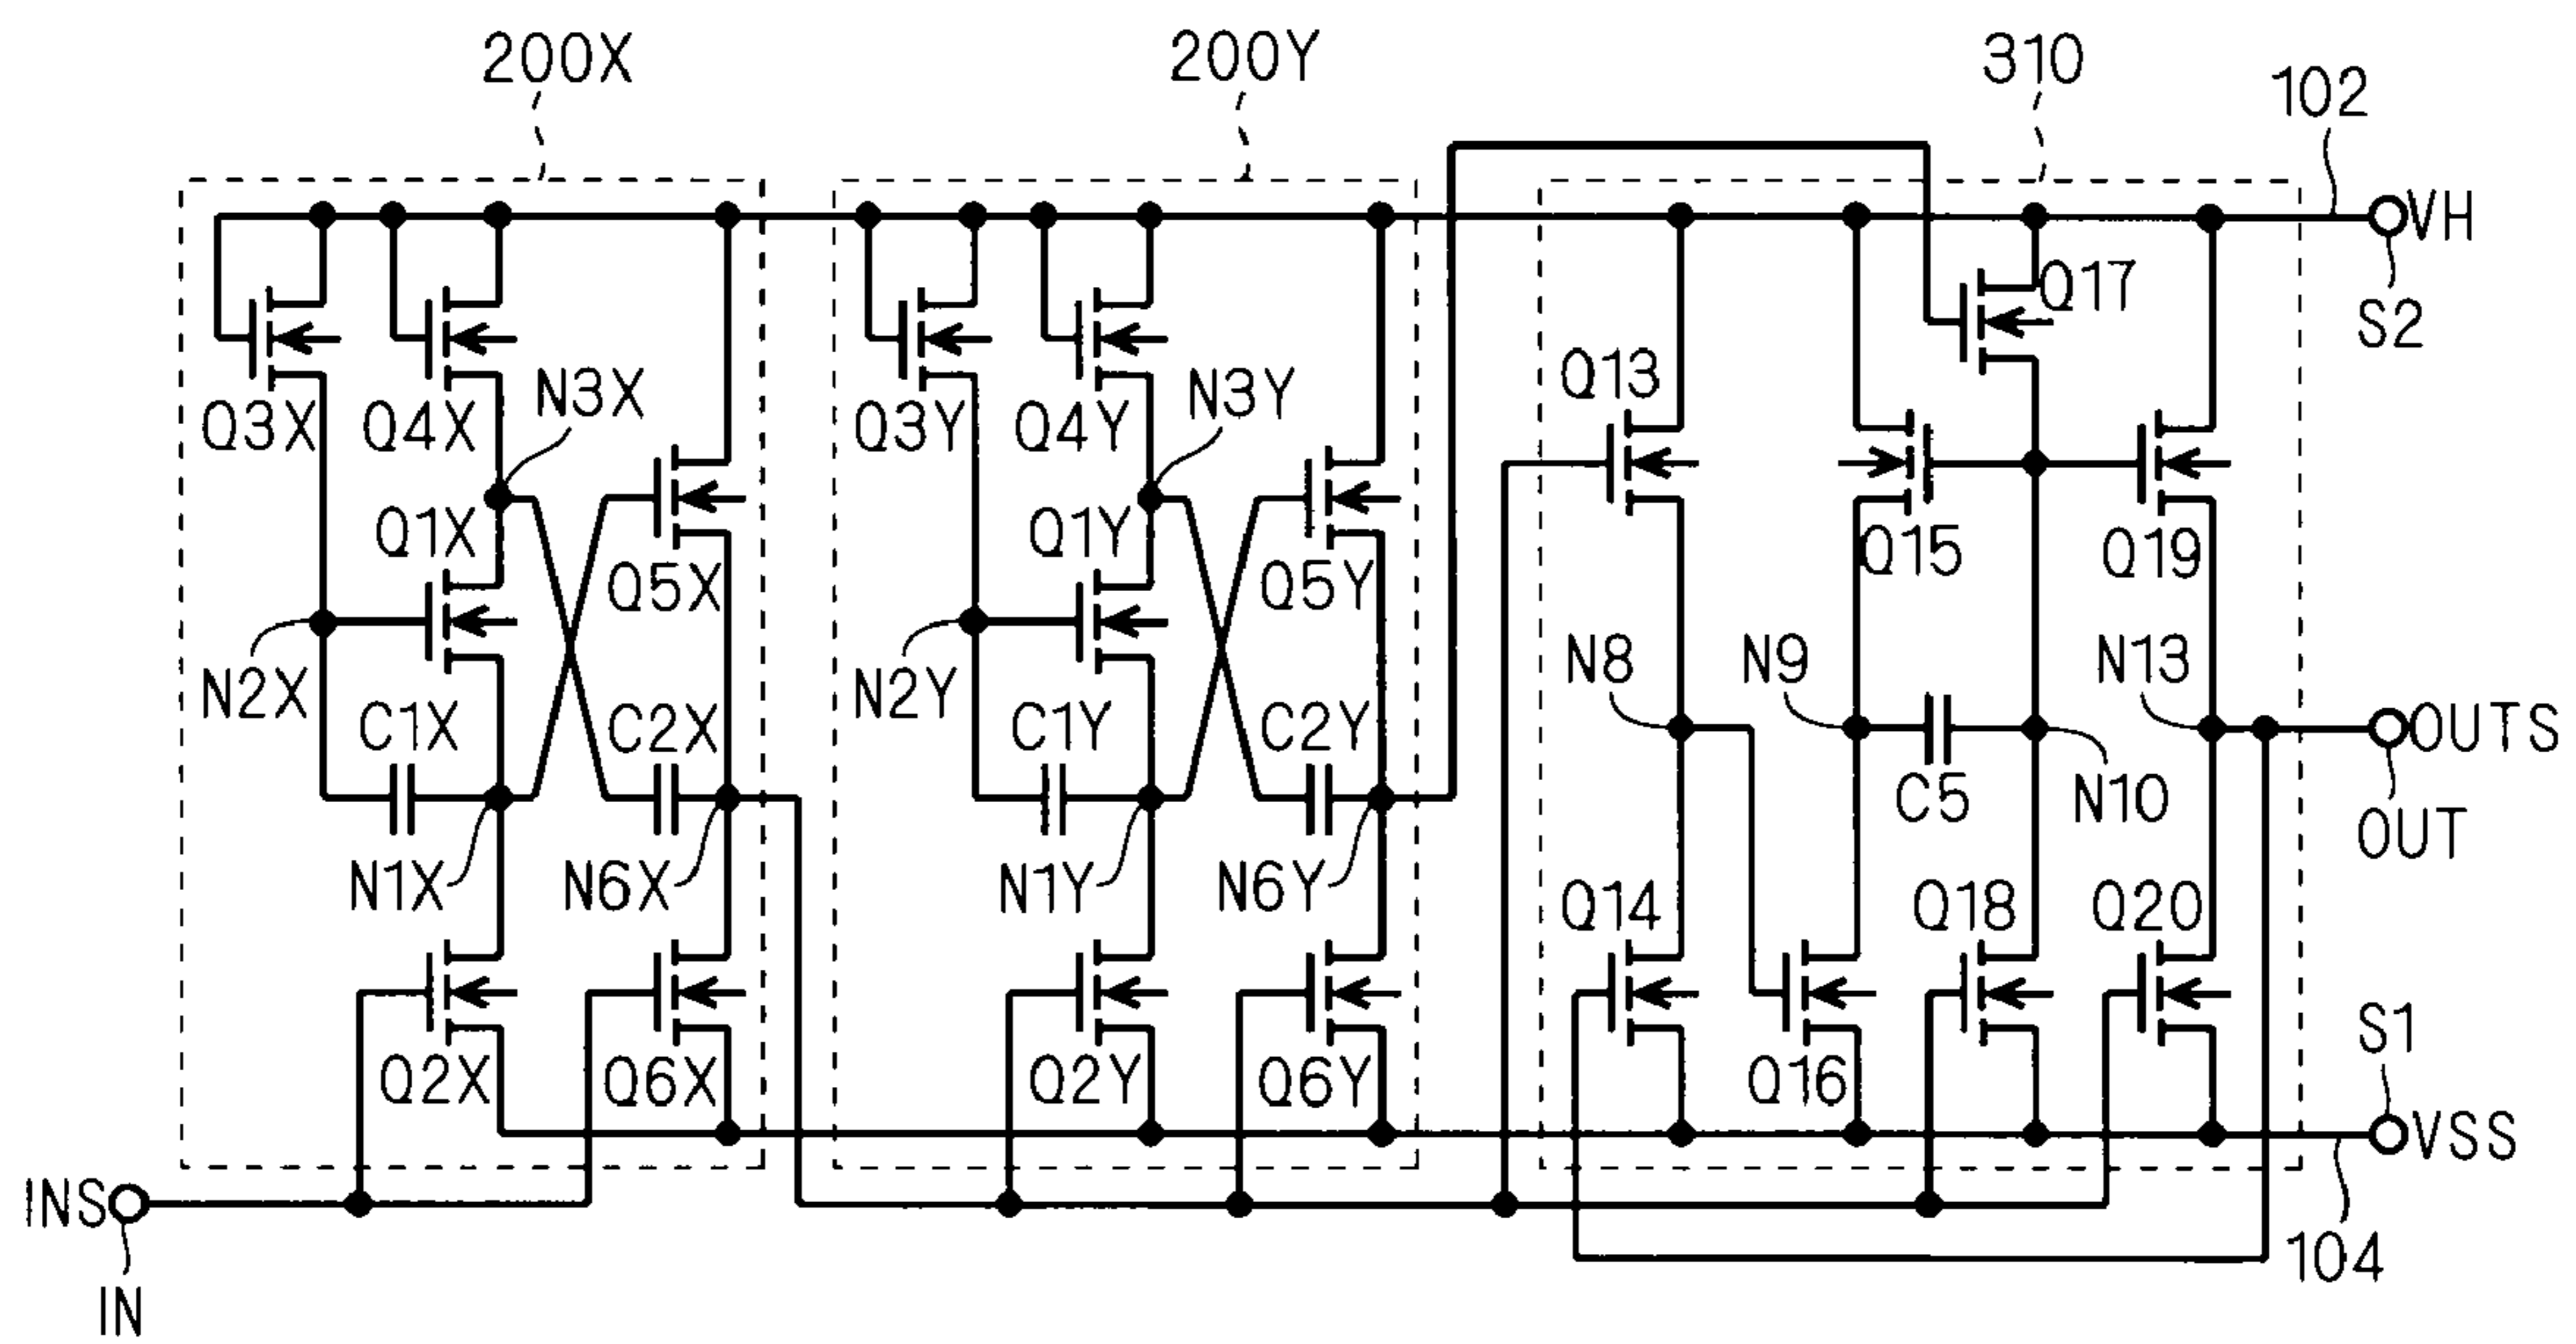 200X 200Y 310 102
VH
S2
Q17
Q13
Q3X Q4X N3X Q3Y Q4Y N3Y
Q1X Q5X Q1Y Q5Y Q15 Q19
N2X C1X C2X N2Y C1Y C2Y N8 N9 N13 OUTS
C5 N10 OUT
N1X N6X N1Y N6Y Q14 Q18 Q20
Q2X Q6X Q2Y Q6Y Q16 S1
VSS
INS
IN
104